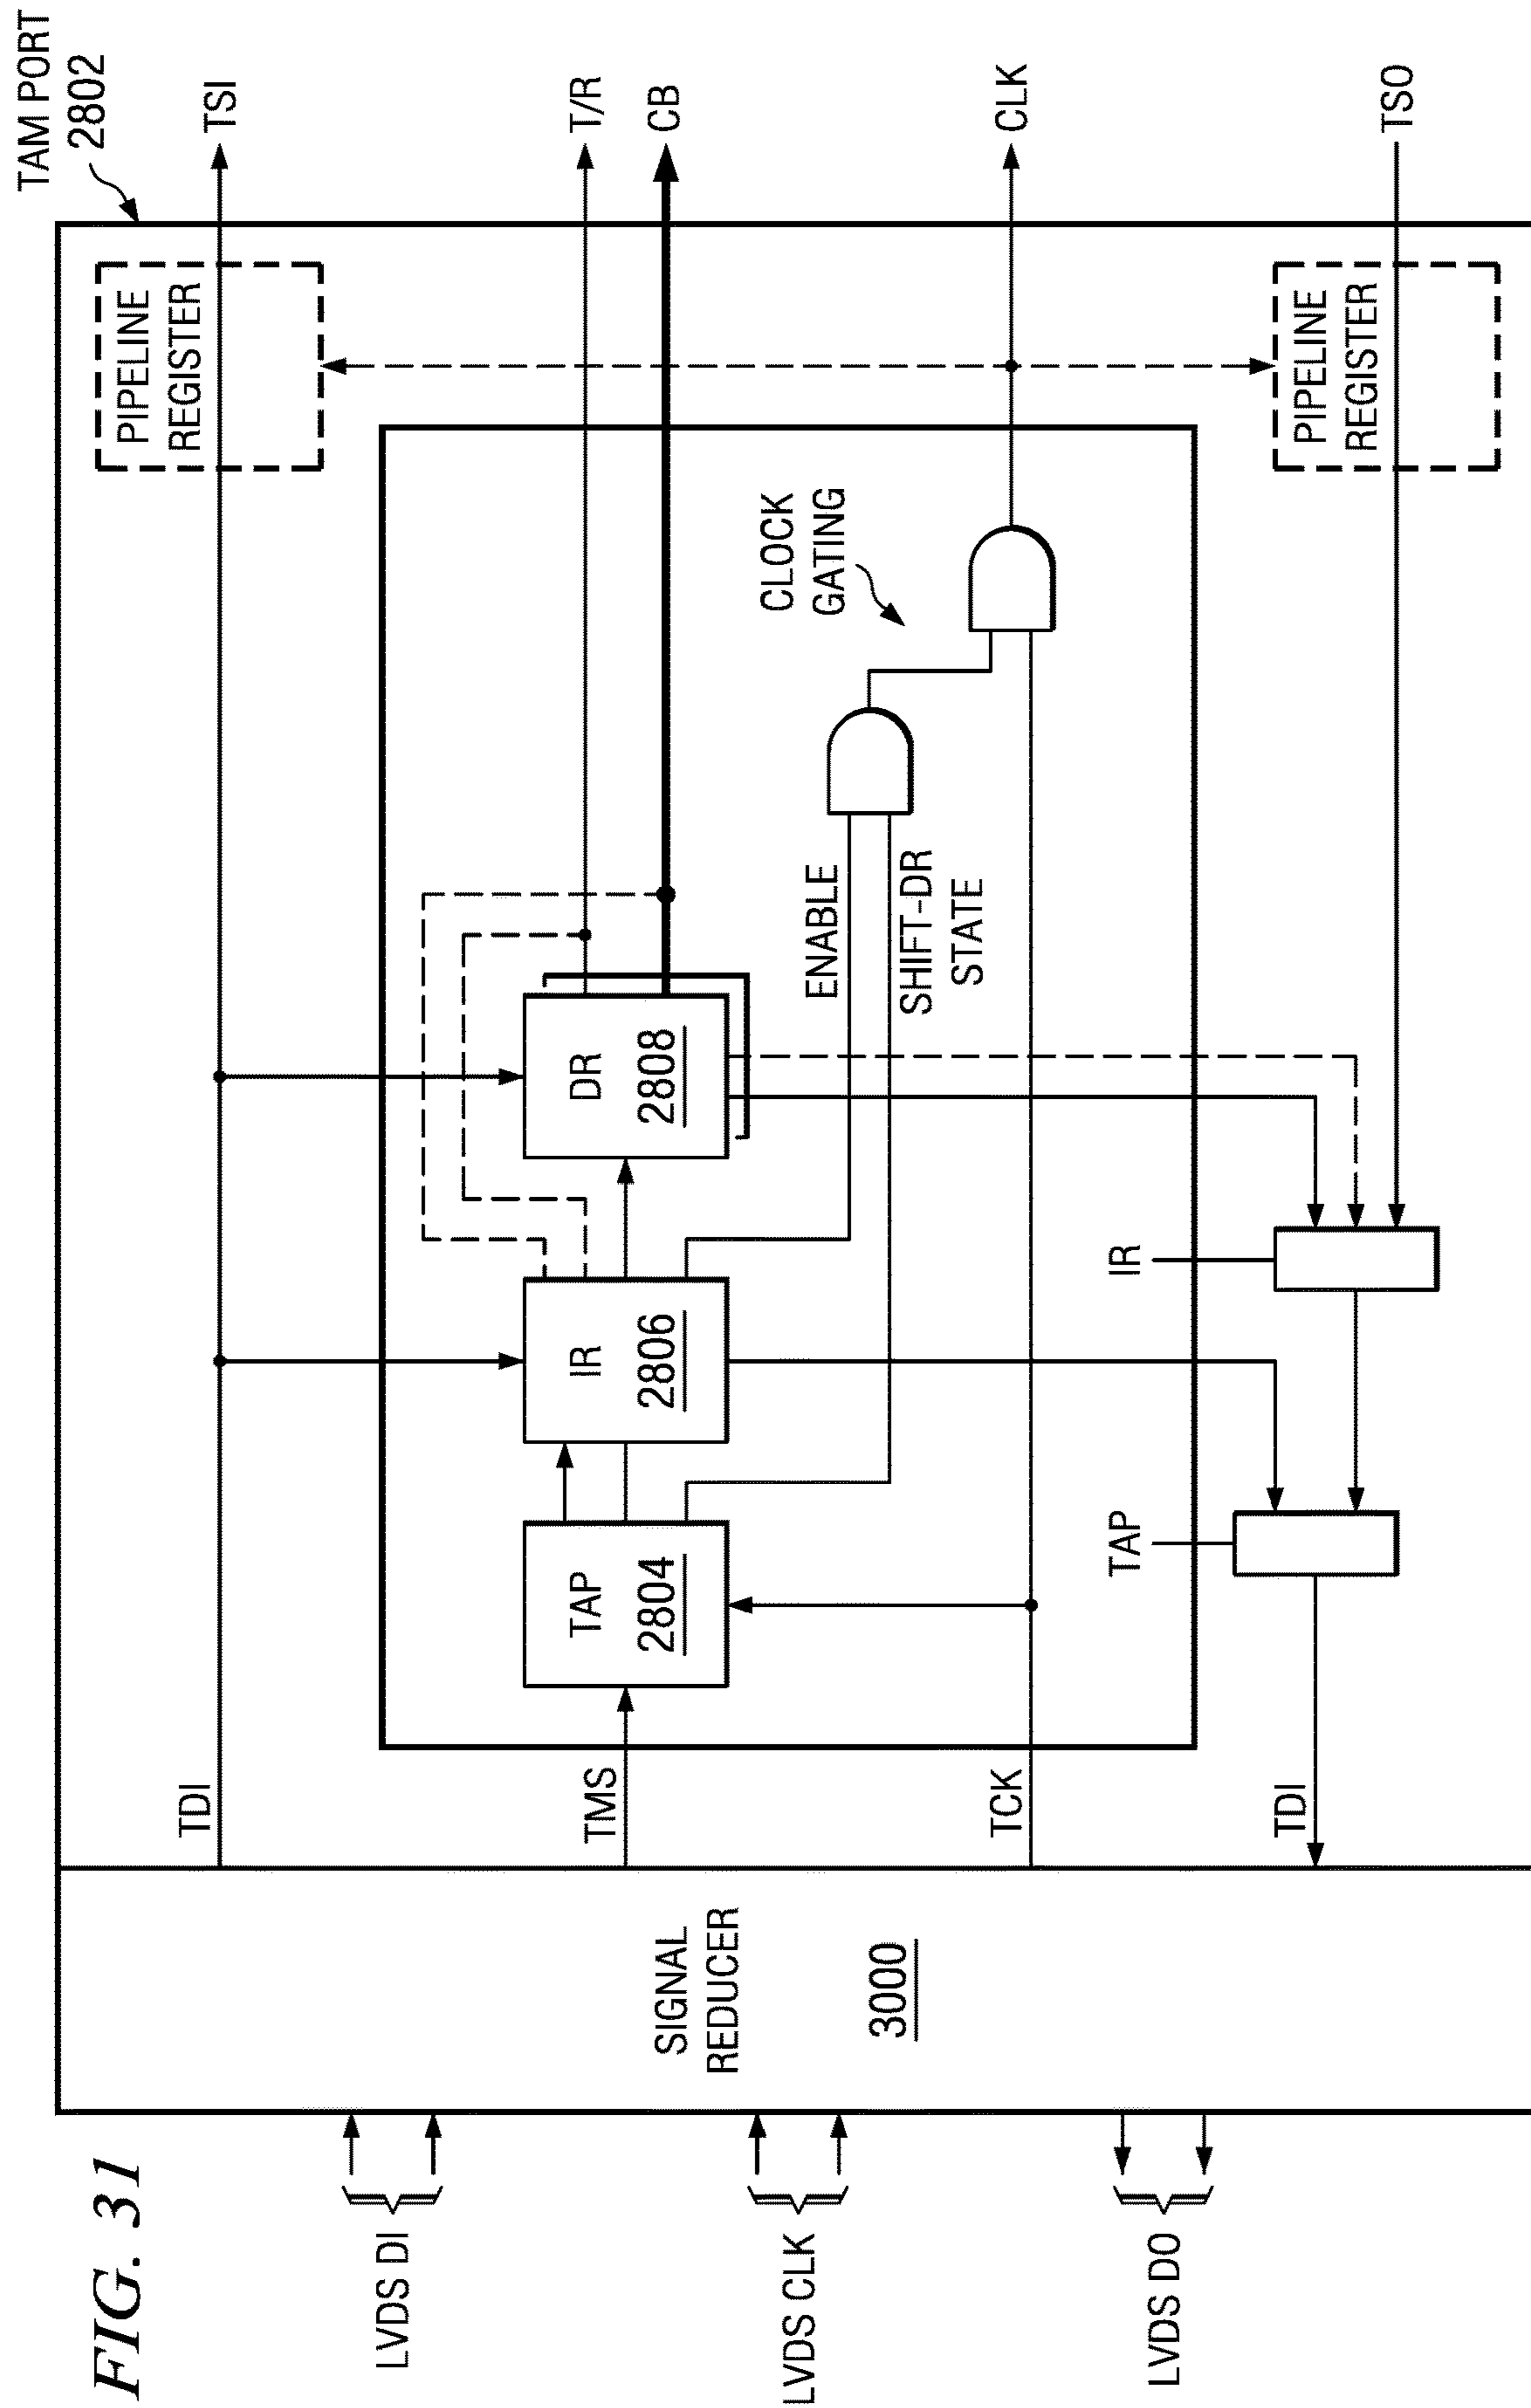 FIG. 31
TAM PORT
2802
LVDS DI
LVDS CLK
LVDS DO
SIGNAL
REDUCER
3000
TDI
TMS
TCK
TDI
TAP
2804
IR
2806
DR
2808
TAP
IR
ENABLE
SHIFT-DR
STATE
CLOCK
GATING
PIPELINE
REGISTER
PIPELINE
REGISTER
TSI
T/R
CB
CLK
TSO